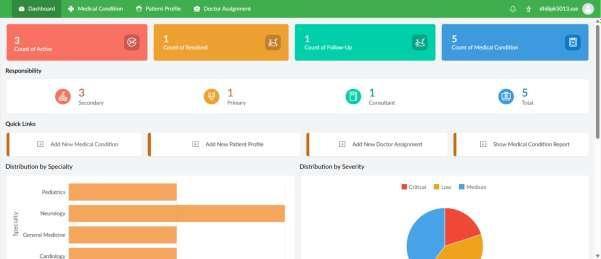 Dashboard Medical Condition Patient Profile Doctor Assignment
3 1 1 5
Count of Active Count of Resolved Count of Follow-Up Count of Medical Condition
Responsibility
3 1 1 5
Secondary Primary Consultant Total
Quick Links
Add New Medical Condition Add New Patient Profile Add New Doctor Assignment Show Medical Condition Report
Distribution by Specialty Distribution by Severity
Critical Low Medium
Pediatrics
Neurology
General Medicine
Cardiology
Specialty